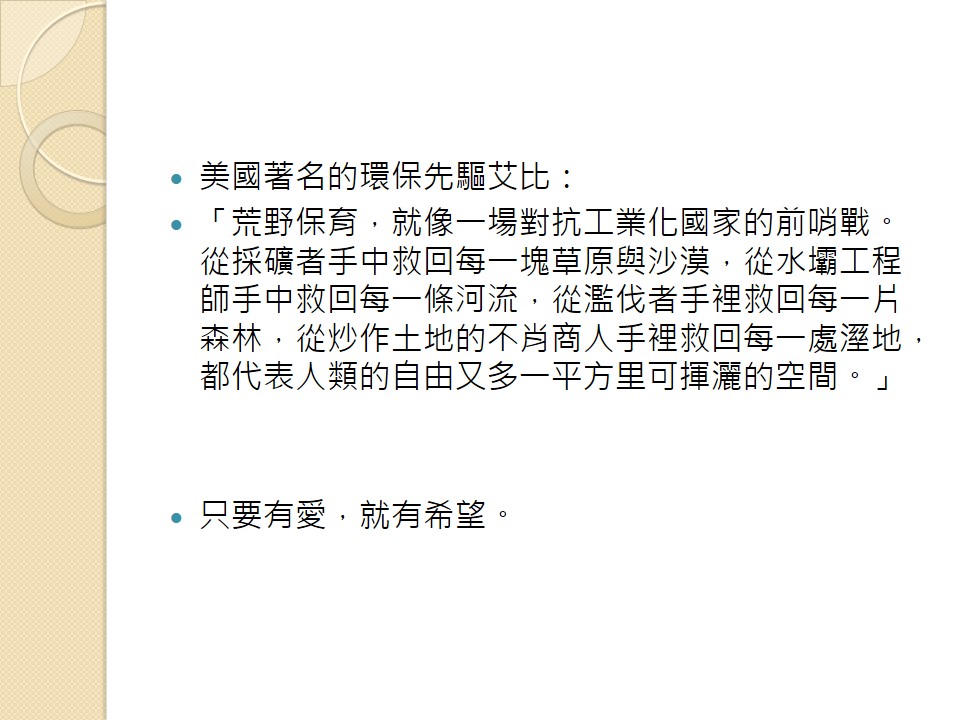 美國著名的環保先驅艾比：
「荒野保育，就像一場對抗工業化國家的前哨戰。
從採礦者手中救回每一塊草原與沙漠，從水壩工程
師手中救回每一條河流，從濫伐者手裡救回每一片
森林，從炒作土地的不肖商人手裡救回每一處溼地，
都代表人類的自由又多一平方里可揮灑的空間。」
只要有愛，就有希望。